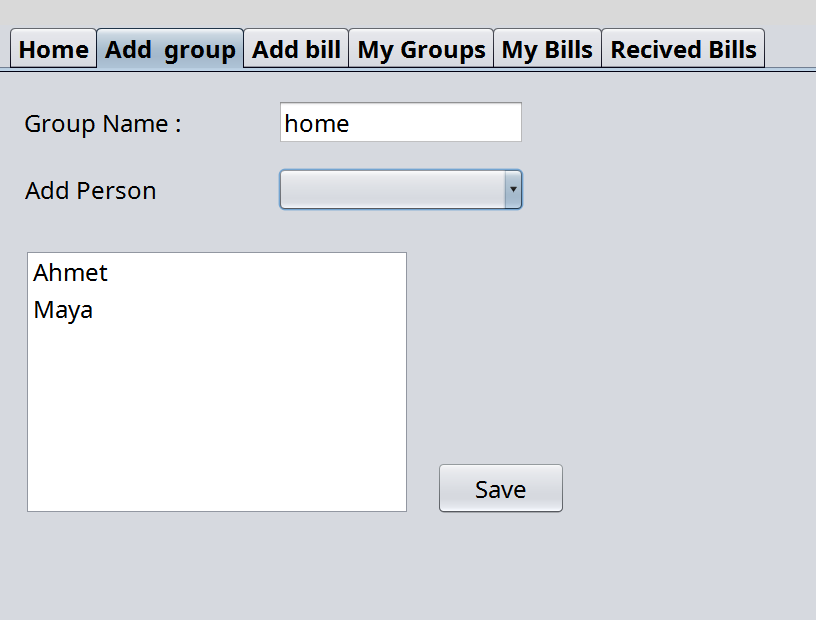 Home Add group Add bill My Groups My Bills Recived Bills
Group Name : home
Add Person
Ahmet
Maya
Save